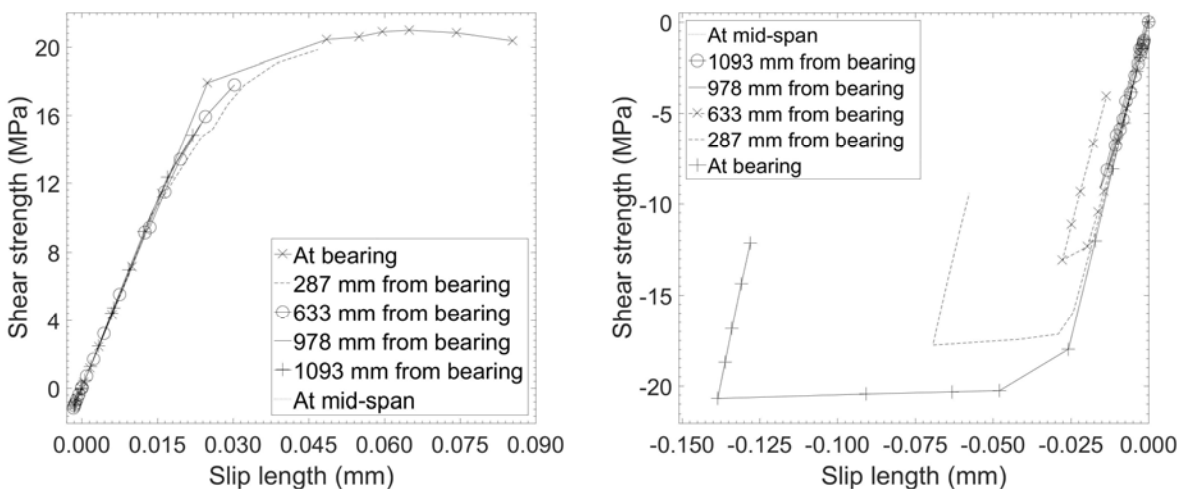 20
16
12
8
4
0
Shear strength (MPa)
At bearing
287 mm from bearing
633 mm from bearing
978 mm from bearing
1093 mm from bearing
At mid-span
0.000 0.015 0.030 0.045 0.060 0.075 0.090
Slip length (mm)
0
-5
-10
-15
-20
Shear strength (MPa)
At mid-span
1093 mm from bearing
978 mm from bearing
633 mm from bearing
287 mm from bearing
At bearing
-0.150 -0.125 -0.100 -0.075 -0.050 -0.025 0.000
Slip length (mm)